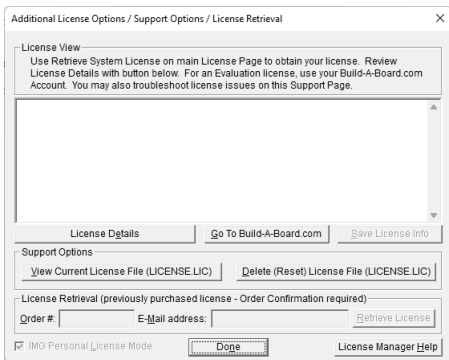 Additional License Options / Support Options / License Retrieval
License View
Use Retrieve System License on main License Page to obtain your license. Review
License Details with button below. For an Evaluation license, use your Build-A-Board.com
Account. You may also troubleshoot license issues on this Support Page.
License Details Go To Build-A-Board.com Save License Info
Support Options
View Current License File (LICENSE.LIC) Delete (Reset) License File (LICENSE.LIC)
License Retrieval (previously purchased license - Order Confirmation required)
Order #: E-Mail address: Retrieve License
IMG Personal License Mode Done License Manager Help